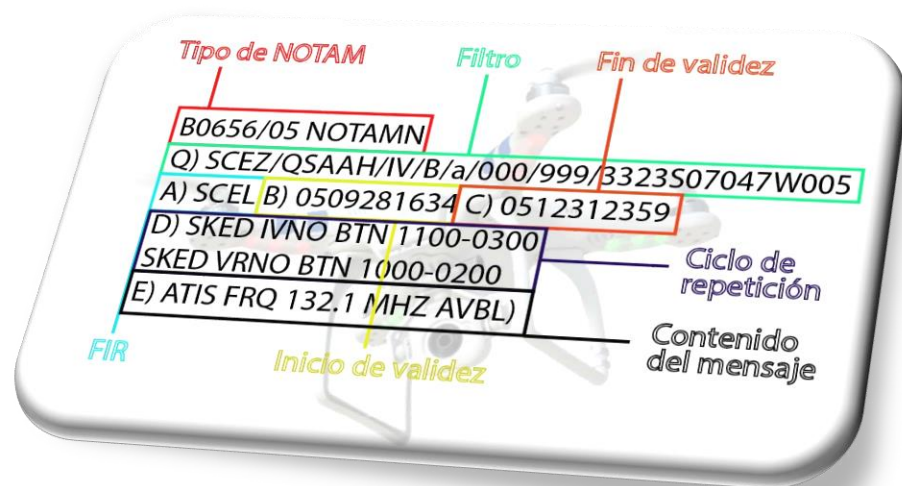 Tipo de NOTAM
Filtro
Fin de validez
B0656/05 NOTAMN
Q) SCEZ/QSAAH/IV/B/a/000/999/3323S07047W005
A) SCEL B) 0509281634 C) 0512312359
D) SKED IVNO BTN 1100-0300
SKED VRNO BTN 1000-0200
E) ATIS FRQ 132.1 MHZ AVBL)
Ciclo de
repetición
Contenido
del mensaje
FIR
Inicio de validez